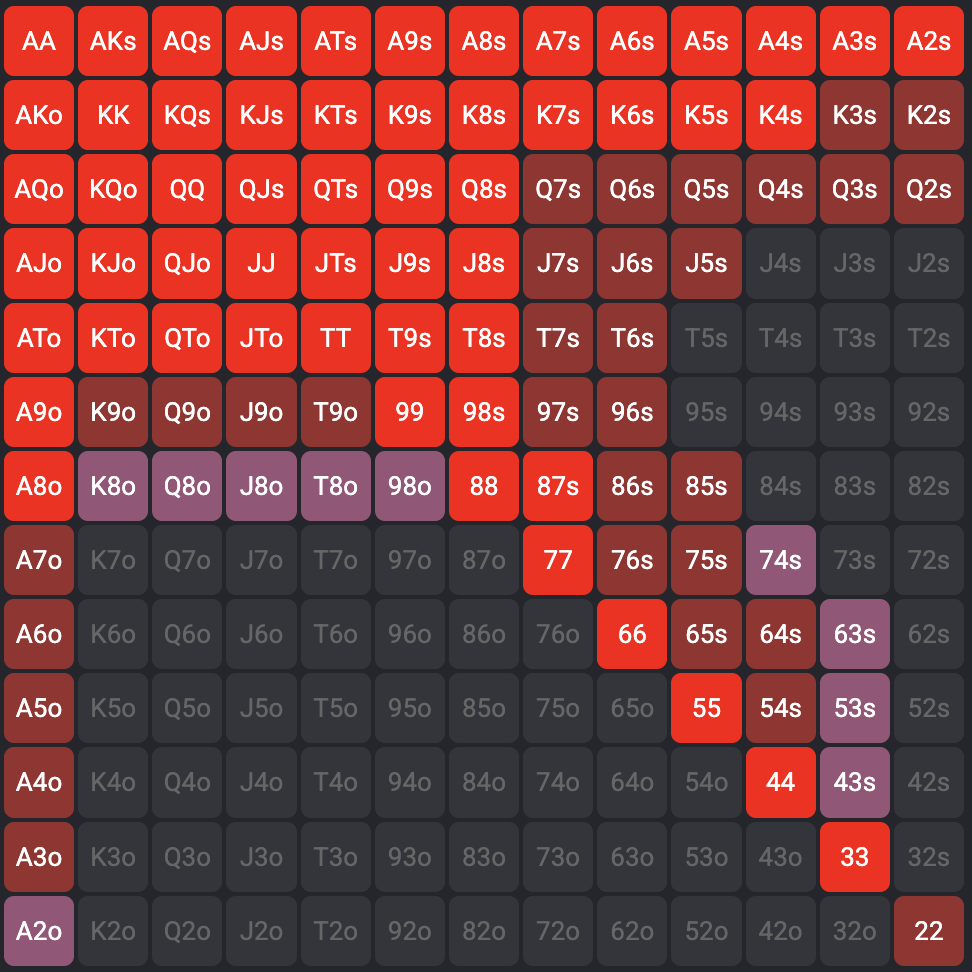 AA AKs AQs AJs ATs A9s A8s A7s A6s A5s A4s A3s A2s
AKo KK KQs KJs KTs K9s K8s K7s K6s K5s K4s K3s K2s
AQo KQo QQ QJs QTs Q9s Q8s Q7s Q6s Q5s Q4s Q3s Q2s
AJo KJo QJo JJ JTs J9s J8s J7s J6s J5s J4s J3s J2s
ATo KTo QTo JTo TT T9s T8s T7s T6s T5s T4s T3s T2s
A9o K9o Q9o J9o T9o 99 98s 97s 96s 95s 94s 93s 92s
A8o K8o Q8o J8o T8o 98o 88 87s 86s 85s 84s 83s 82s
A7o K7o Q7o J7o T7o 97o 87o 77 76s 75s 74s 73s 72s
A6o K6o Q6o J6o T6o 96o 86o 76o 66 65s 64s 63s 62s
A5o K5o Q5o J5o T5o 95o 85o 75o 65o 55 54s 53s 52s
A4o K4o Q4o J4o T4o 94o 84o 74o 64o 54o 44 43s 42s
A3o K3o Q3o J3o T3o 93o 83o 73o 63o 53o 43o 33 32s
A2o K2o Q2o J2o T2o 92o 82o 72o 62o 52o 42o 32o 22